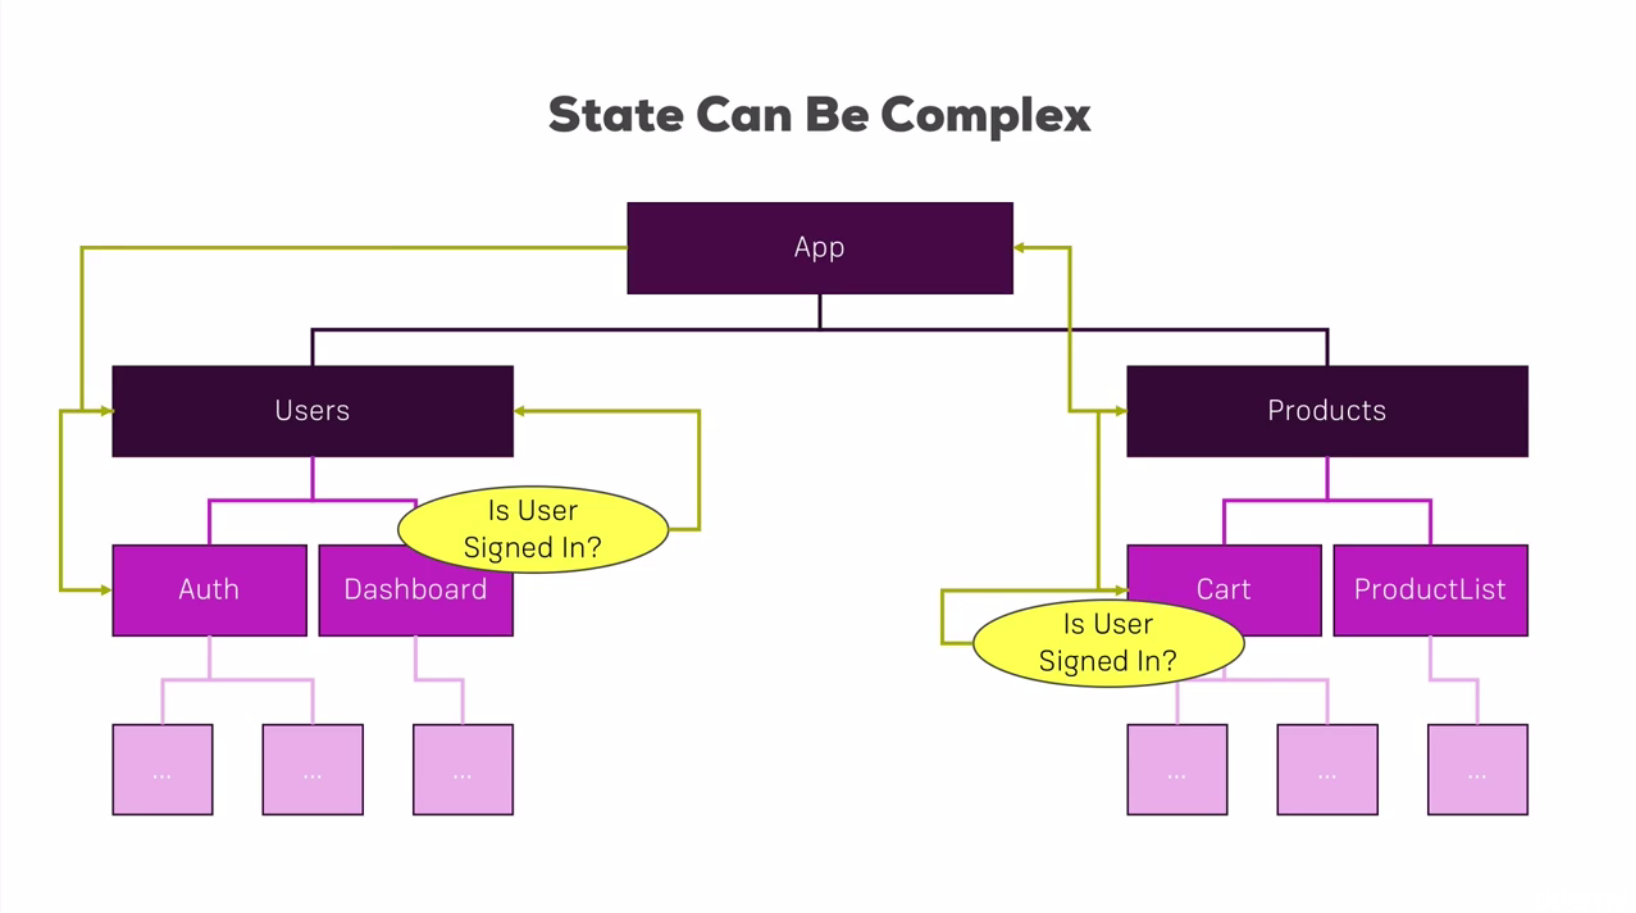 State Can Be Complex
App
Users
Products
Is User
Signed In?
Auth
Dashboard
Cart
ProductList
Is User
Signed In?
...
...
...
...
...
...